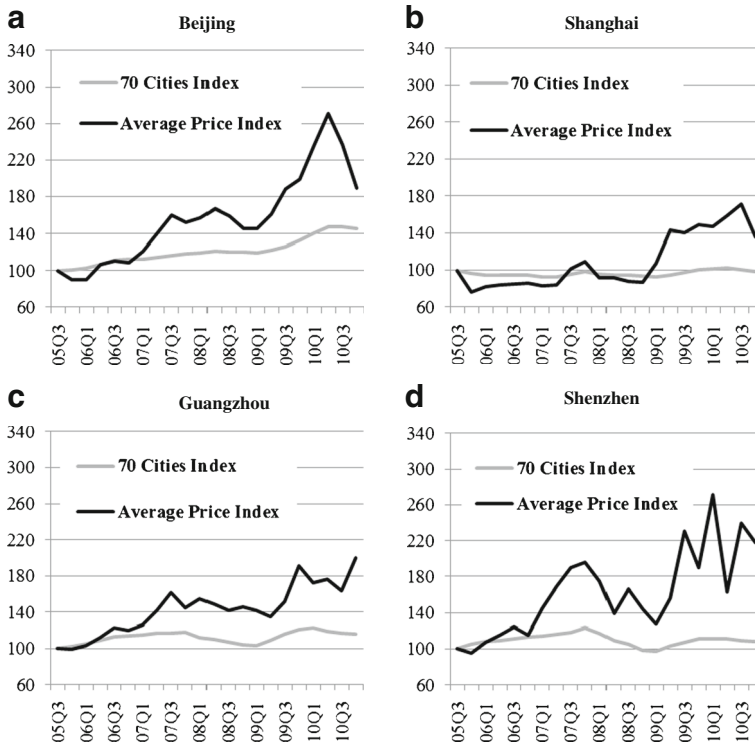 a
Beijing
340
300
260
220
180
140
100
60
70 Cities Index
Average Price Index
05Q3
06Q1
06Q3
07Q1
07Q3
08Q1
08Q3
09Q1
09Q3
10Q1
10Q3
b
Shanghai
340
300
260
220
180
140
100
60
70 Cities Index
Average Price Index
05Q3
06Q1
06Q3
07Q1
07Q3
08Q1
08Q3
09Q1
09Q3
10Q1
10Q3
c
Guangzhou
340
300
260
220
180
140
100
60
70 Cities Index
Average Price Index
05Q3
06Q1
06Q3
07Q1
07Q3
08Q1
08Q3
09Q1
09Q3
10Q1
10Q3
d
Shenzhen
340
300
260
220
180
140
100
60
70 Cities Index
Average Price Index
05Q3
06Q1
06Q3
07Q1
07Q3
08Q1
08Q3
09Q1
09Q3
10Q1
10Q3